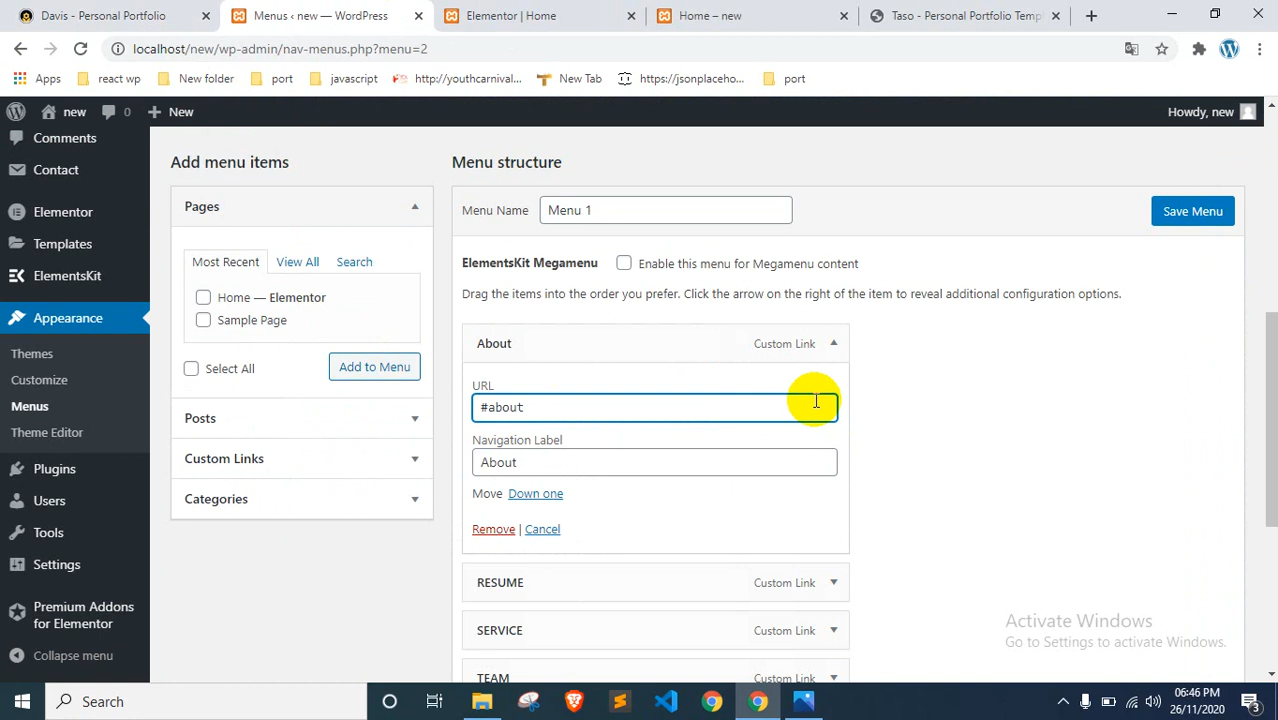 Davis - Personal Portfolio
Menus ‹ new — WordPress
Elementor | Home
Home – new
Taso - Personal Portfolio Temp
localhost/new/wp-admin/nav-menus.php?menu=2
Apps
react wp
New folder
port
javascript
http://youthcarnival...
New Tab
https://jsonplaceho...
port
new
0
New
Howdy, new
Comments
Contact
Elementor
Templates
ElementsKit
Appearance
Themes
Customize
Menus
Theme Editor
Plugins
Users
Tools
Settings
Premium Addons
for Elementor
Collapse menu
Add menu items
Pages
Most Recent
View All
Search
Home — Elementor
Sample Page
Select All
Add to Menu
Posts
Custom Links
Categories
Menu structure
Menu Name
Menu 1
Save Menu
ElementsKit Megamenu
Enable this menu for Megamenu content
Drag the items into the order you prefer. Click the arrow on the right of the item to reveal additional configuration options.
About
Custom Link
URL
#about
Navigation Label
About
Move Down one
Remove | Cancel
RESUME
Custom Link
SERVICE
Custom Link
TEAM
Custom Link
Activate Windows
Go to Settings to activate Windows.
Search
06:46 PM
26/11/2020
3